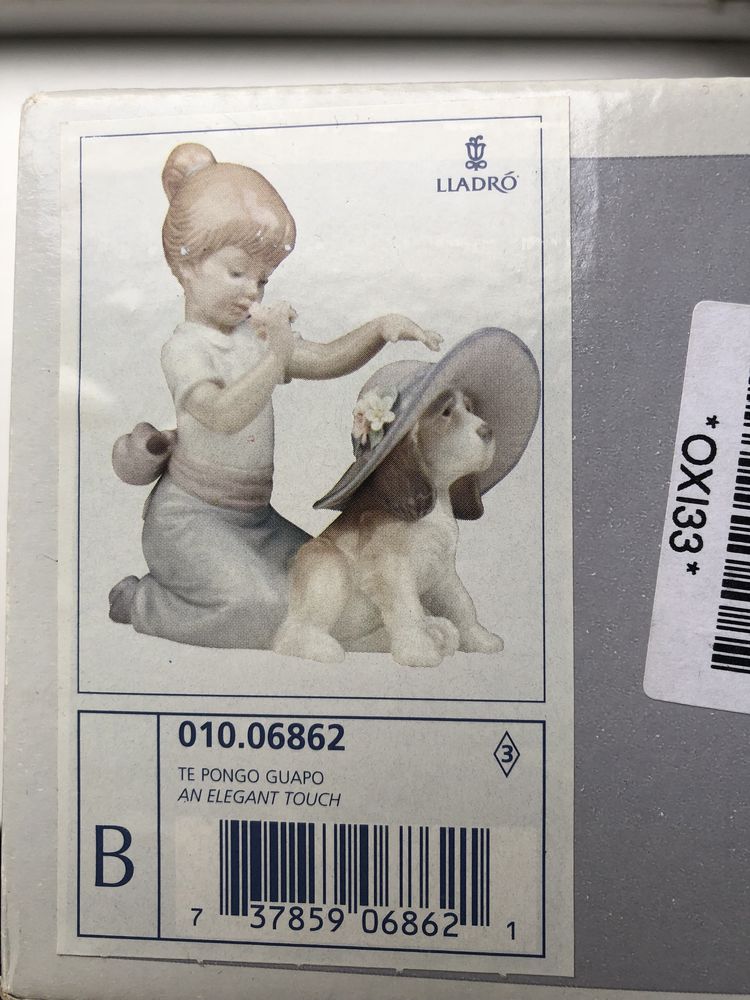 LLADRÓ
*OXI33*
010.06862
3
TE PONGO GUAPO
AN ELEGANT TOUCH
B
7 37859 06862 1